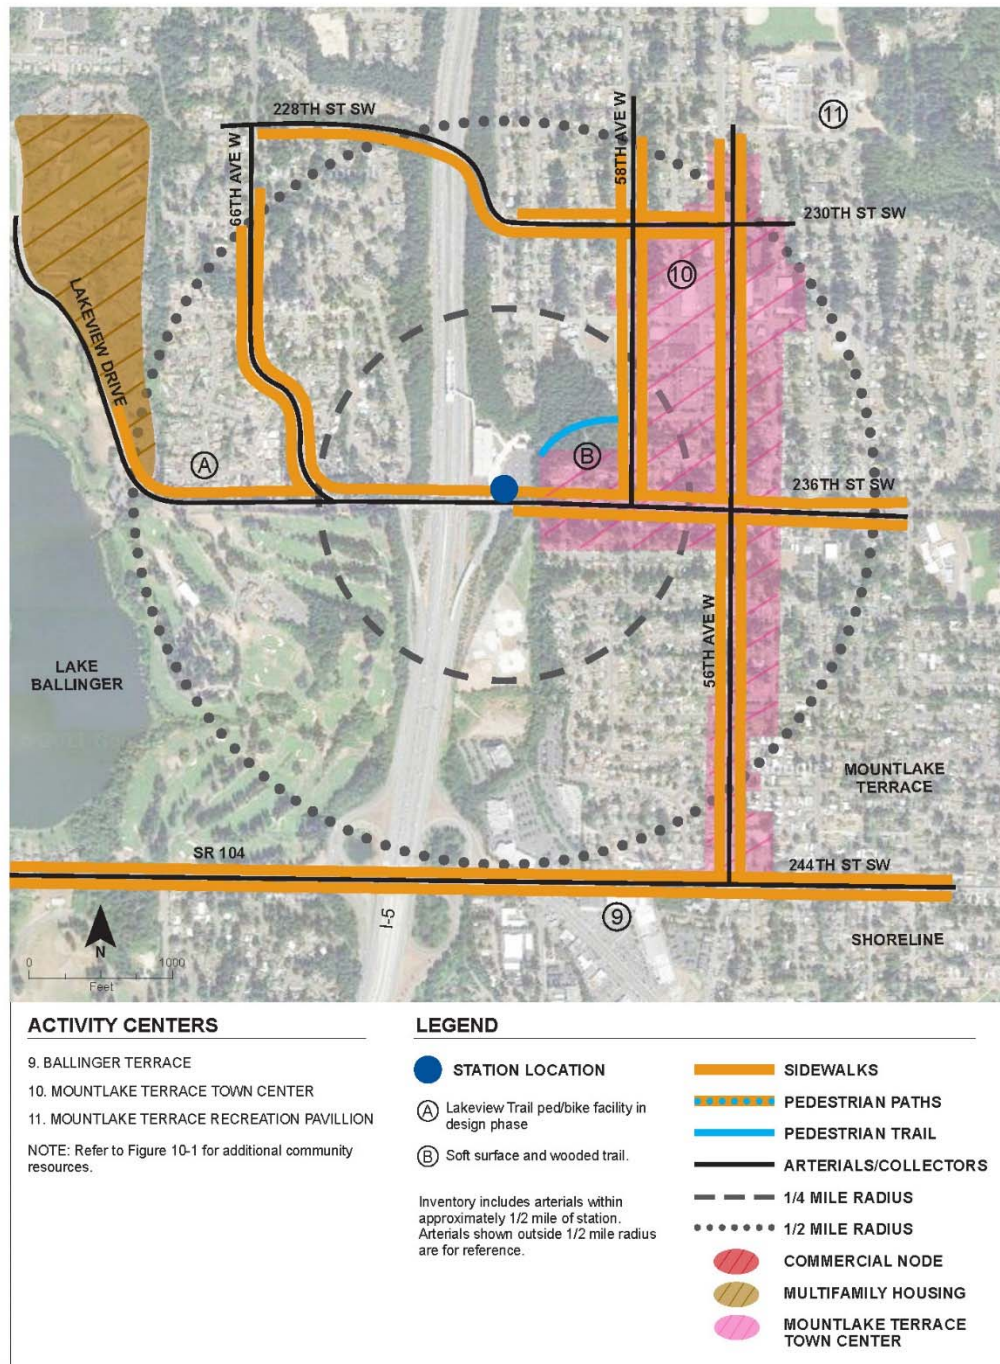 228TH ST SW
58TH AVE W
11
66TH AVE W
230TH ST SW
10
LAKEVIEW DRIVE
A
B
236TH ST SW
56TH AVE W
LAKE
BALLINGER
MOUNTLAKE
TERRACE
SR 104
244TH ST SW
I-5
9
SHORELINE
N
0
1000
Feet
ACTIVITY CENTERS
9. BALLINGER TERRACE
10. MOUNTLAKE TERRACE TOWN CENTER
11. MOUNTLAKE TERRACE RECREATION PAVILLION
NOTE: Refer to Figure 10-1 for additional community
resources.
LEGEND
STATION LOCATION
A Lakeview Trail ped/bike facility in
design phase
B Soft surface and wooded trail.
Inventory includes arterials within
approximately 1/2 mile of station.
Arterials shown outside 1/2 mile radius
are for reference.
SIDEWALKS
PEDESTRIAN PATHS
PEDESTRIAN TRAIL
ARTERIALS/COLLECTORS
1/4 MILE RADIUS
1/2 MILE RADIUS
COMMERCIAL NODE
MULTIFAMILY HOUSING
MOUNTLAKE TERRACE
TOWN CENTER